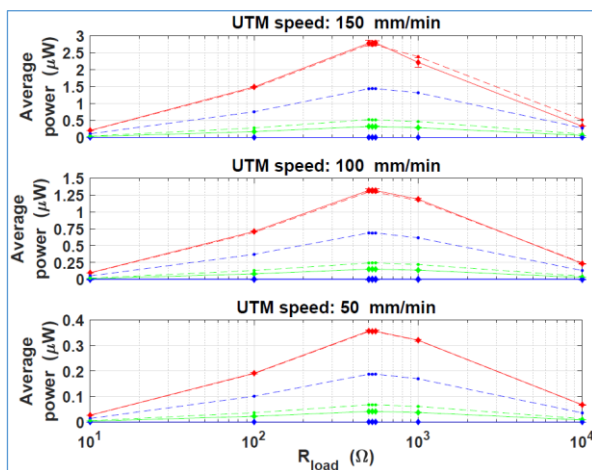 UTM speed: 150 mm/min
3
2.5
2
1.5
1
0.5
0
Average
power (μW)
UTM speed: 100 mm/min
1.5
1.25
1
0.75
0.5
0.25
0
Average
power (μW)
UTM speed: 50 mm/min
0.4
0.3
0.2
0.1
0
Average
power (μW)
10^1 10^2 10^3 10^4
R_load (Ω)